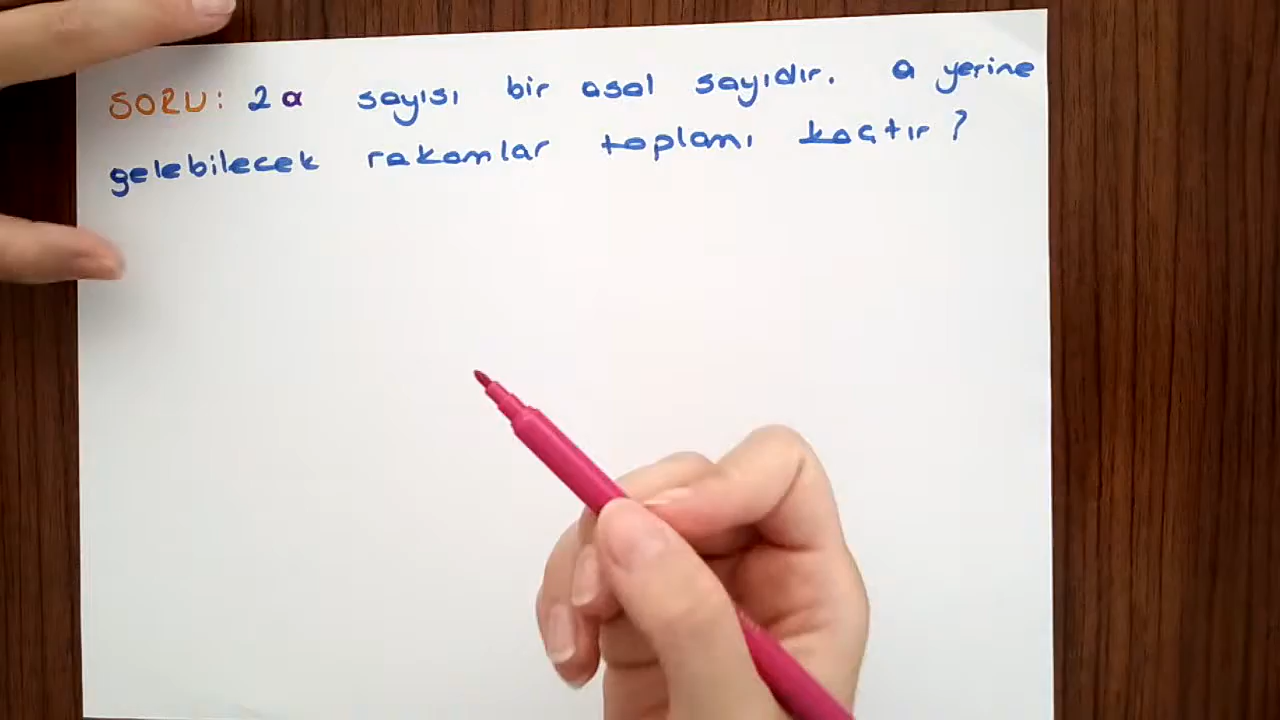 SORU: 2a sayısı bir asal sayıdır. a yerine
gelebilecek rakamlar toplamı kaçtır?